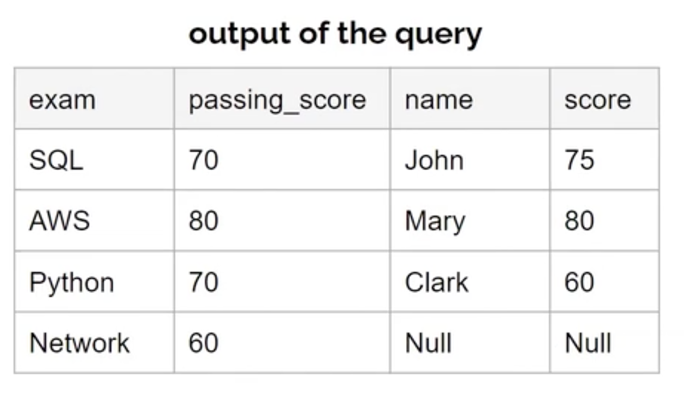 output of the query
exam passing_score name score
SQL 70 John 75
AWS 80 Mary 80
Python 70 Clark 60
Network 60 Null Null